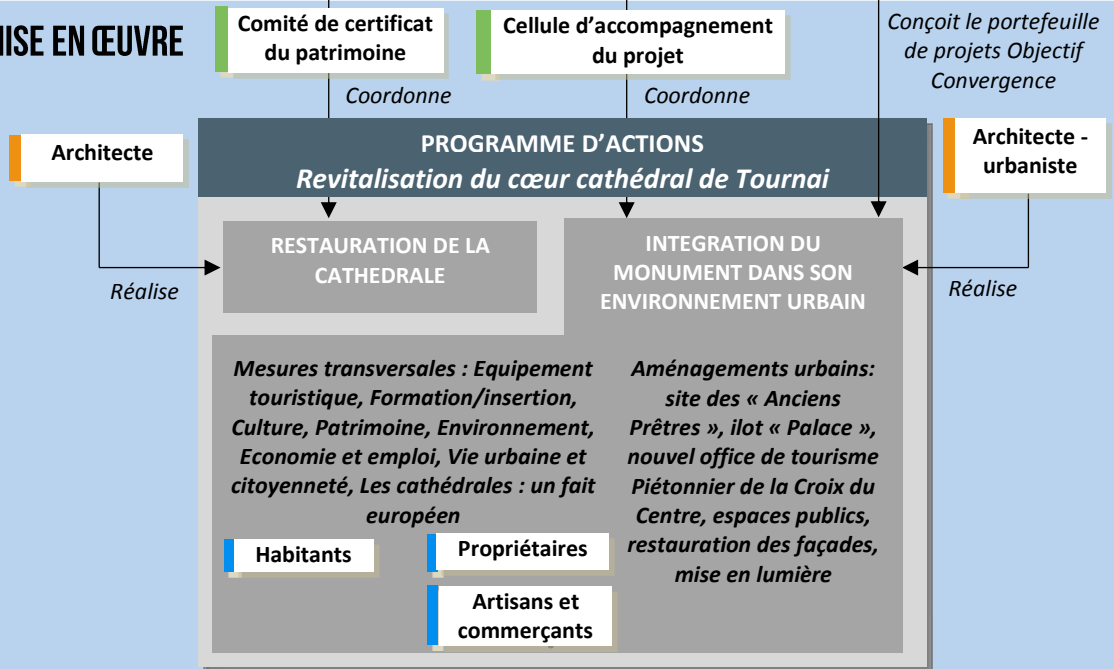 MISE EN ŒUVRE
Comité de certificat
du patrimoine
Cellule d'accompagnement
du projet
Conçoit le portefeuille
de projets Objectif
Convergence
Coordonne
Coordonne
Architecte
PROGRAMME D'ACTIONS
Revitalisation du cœur cathédral de Tournai
Architecte -
urbaniste
RESTAURATION DE LA
CATHEDRALE
INTEGRATION DU
MONUMENT DANS SON
ENVIRONNEMENT URBAIN
Réalise
Réalise
Mesures transversales : Equipement
touristique, Formation/insertion,
Culture, Patrimoine, Environnement,
Economie et emploi, Vie urbaine et
citoyenneté, Les cathédrales : un fait
européen
Aménagements urbains:
site des « Anciens
Prêtres », ilot « Palace »,
nouvel office de tourisme
Piétonnier de la Croix du
Centre, espaces publics,
restauration des façades,
mise en lumière
Habitants
Propriétaires
Artisans et
commerçants